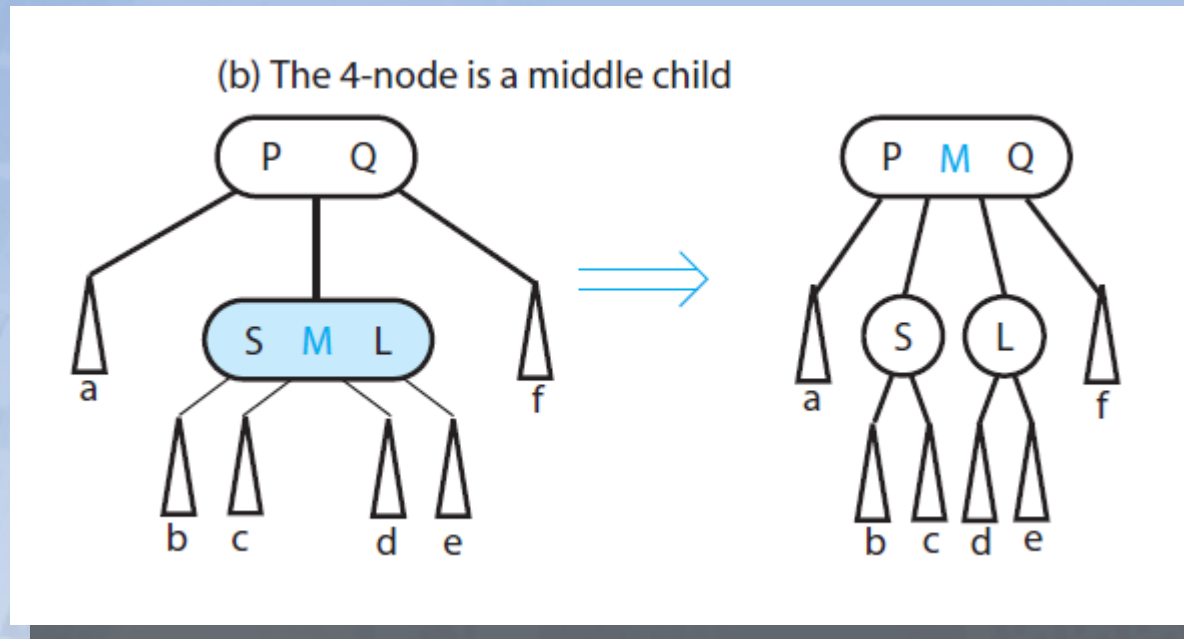 (b) The 4-node is a middle child
P Q P M Q
S M L S L
a f a f
b c d e b c d e